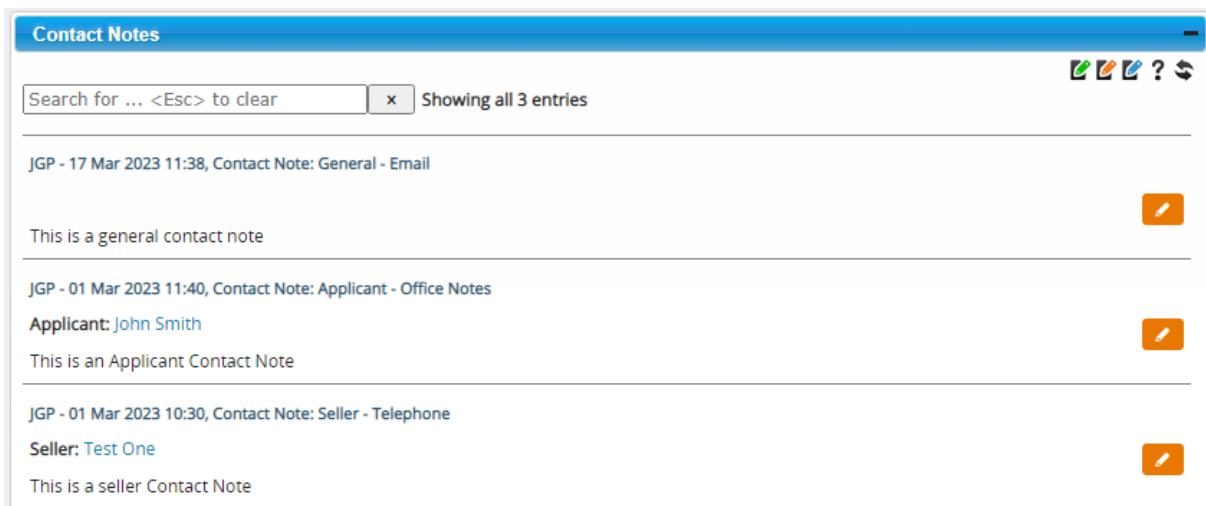 Contact Notes
?
Search for ... <Esc> to clear x Showing all 3 entries
JGP - 17 Mar 2023 11:38, Contact Note: General - Email
This is a general contact note
JGP - 01 Mar 2023 11:40, Contact Note: Applicant - Office Notes
Applicant: John Smith
This is an Applicant Contact Note
JGP - 01 Mar 2023 10:30, Contact Note: Seller - Telephone
Seller: Test One
This is a seller Contact Note